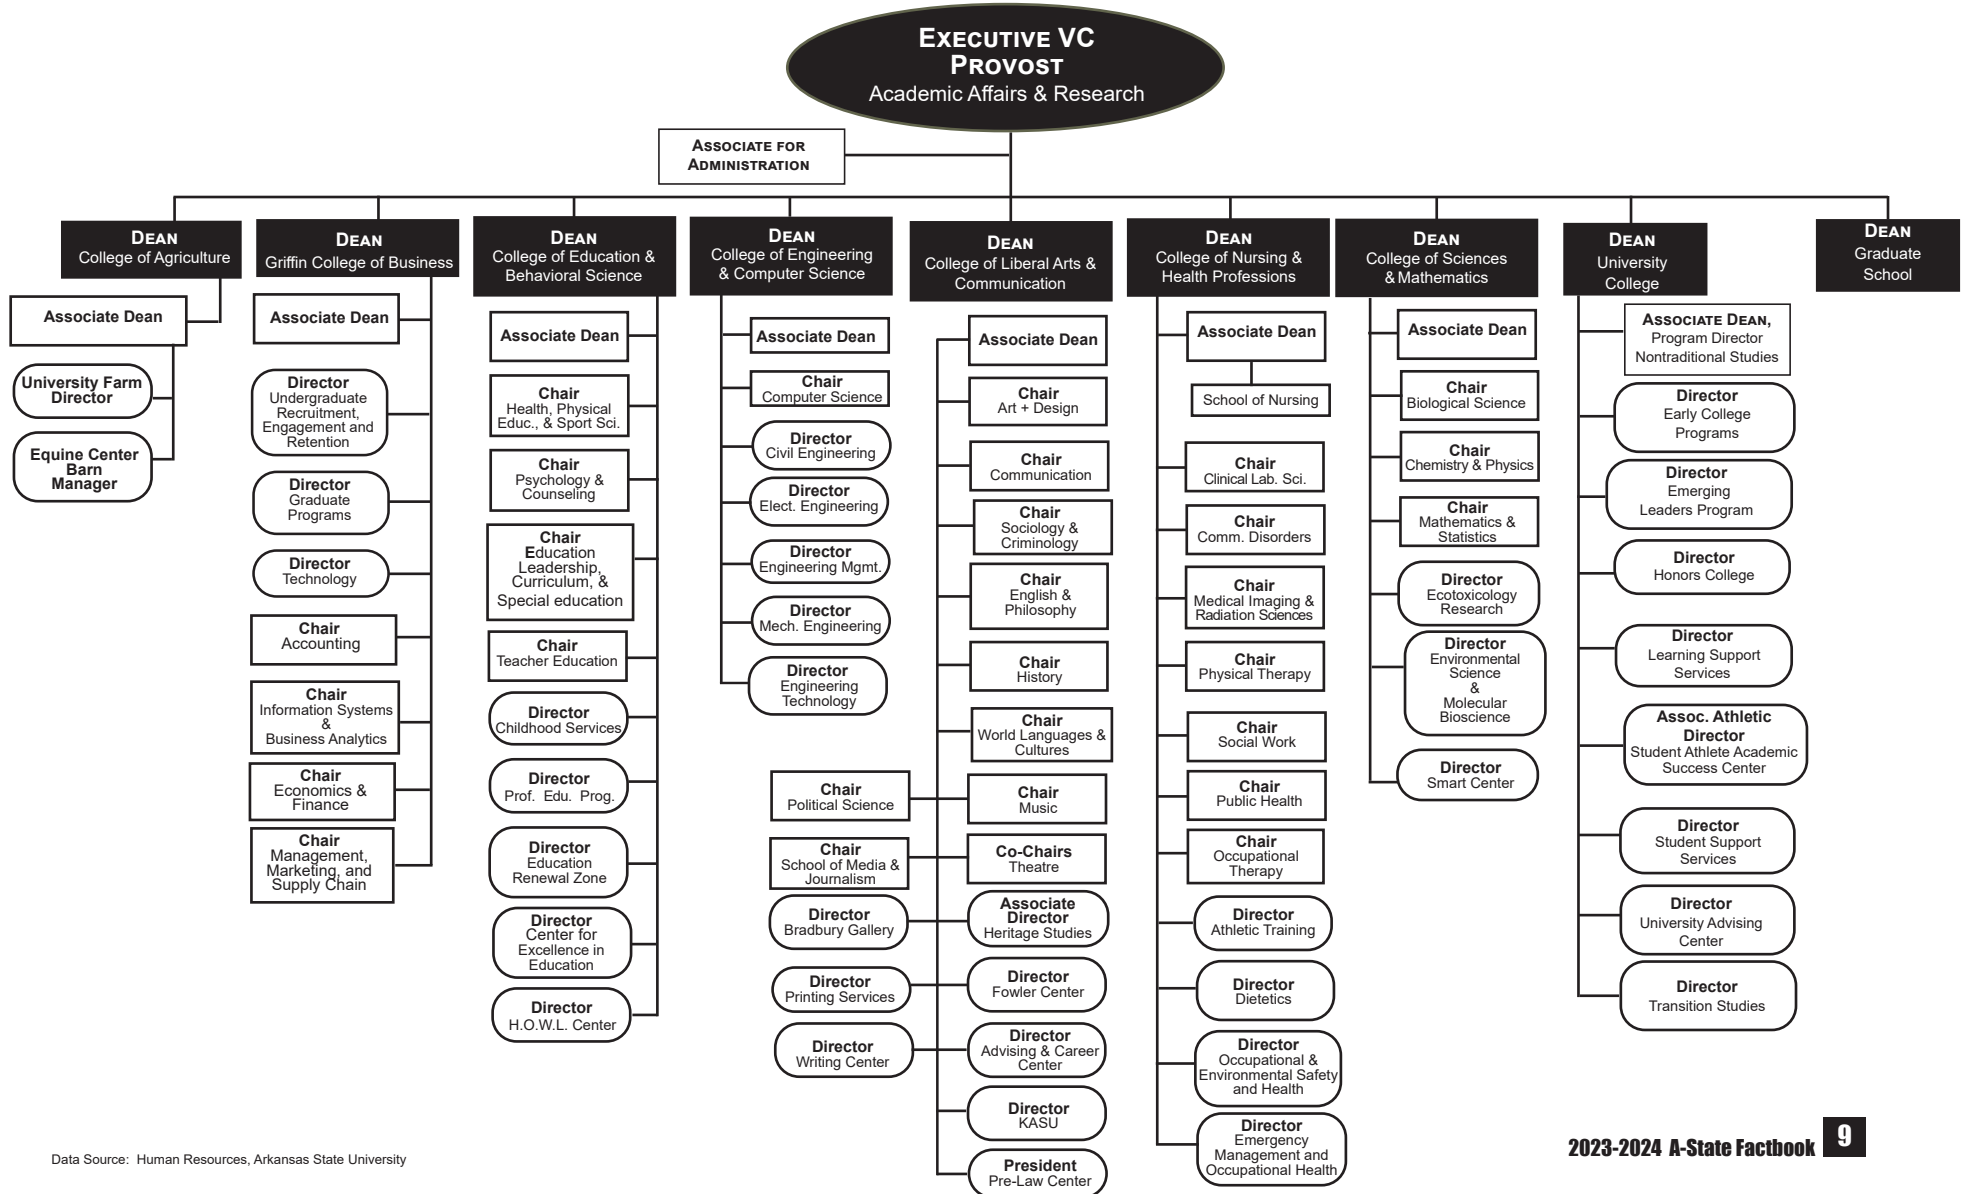 EXECUTIVE VC
PROVOST
Academic Affairs & Research
ASSOCIATE FOR
ADMINISTRATION
DEAN
College of Agriculture
Associate Dean
University Farm
Director
Equine Center
Barn
Manager
DEAN
Griffin College of Business
Associate Dean
Director
Undergraduate
Recruitment,
Engagement and
Retention
Director
Graduate
Programs
Director
Technology
Chair
Accounting
Chair
Information Systems
&
Business Analytics
Chair
Economics &
Finance
Chair
Management,
Marketing, and
Supply Chain
DEAN
College of Education &
Behavioral Science
Associate Dean
Chair
Health, Physical
Educ., & Sport Sci.
Chair
Psychology &
Counseling
Chair
Education
Leadership,
Curriculum, &
Special education
Chair
Teacher Education
Director
Childhood Services
Director
Prof. Edu. Prog.
Director
Education
Renewal Zone
Director
Center for
Excellence in
Education
Director
H.O.W.L. Center
DEAN
College of Engineering
& Computer Science
Associate Dean
Chair
Computer Science
Director
Civil Engineering
Director
Elect. Engineering
Director
Engineering Mgmt.
Director
Mech. Engineering
Director
Engineering
Technology
DEAN
College of Liberal Arts &
Communication
Associate Dean
Chair
Art + Design
Chair
Communication
Chair
Sociology &
Criminology
Chair
English &
Philosophy
Chair
History
Chair
World Languages &
Cultures
Chair
Political Science
Chair
Music
Chair
School of Media &
Journalism
Co-Chairs
Theatre
Director
Bradbury Gallery
Associate
Director
Heritage Studies
Director
Printing Services
Director
Fowler Center
Director
Writing Center
Director
Advising & Career
Center
Director
KASU
President
Pre-Law Center
DEAN
College of Nursing &
Health Professions
Associate Dean
School of Nursing
Chair
Clinical Lab. Sci.
Chair
Comm. Disorders
Chair
Medical Imaging &
Radiation Sciences
Chair
Physical Therapy
Chair
Social Work
Chair
Public Health
Chair
Occupational
Therapy
Director
Athletic Training
Director
Dietetics
Director
Occupational &
Environmental Safety
and Health
Director
Emergency
Management and
Occupational Health
DEAN
College of Sciences
& Mathematics
Associate Dean
Chair
Biological Science
Chair
Chemistry & Physics
Chair
Mathematics &
Statistics
Director
Ecotoxicology
Research
Director
Environmental
Science
&
Molecular
Bioscience
Director
Smart Center
DEAN
University
College
ASSOCIATE DEAN,
Program Director
Nontraditional Studies
Director
Early College
Programs
Director
Emerging
Leaders Program
Director
Honors College
Director
Learning Support
Services
Assoc. Athletic
Director
Student Athlete Academic
Success Center
Director
Student Support
Services
Director
University Advising
Center
Director
Transition Studies
DEAN
Graduate
School
Data Source: Human Resources, Arkansas State University
2023-2024 A-State Factbook 9